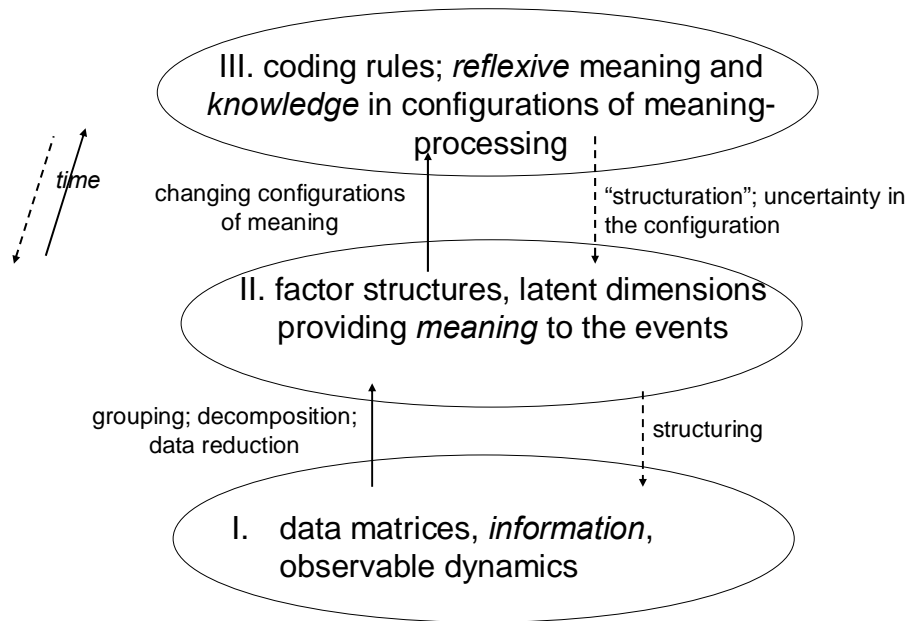 III. coding rules; reflexive meaning and
knowledge in configurations of meaning-
processing
time
changing configurations
of meaning
“structuration”; uncertainty in
the configuration
II. factor structures, latent dimensions
providing meaning to the events
grouping; decomposition;
data reduction
structuring
I. data matrices, information,
observable dynamics